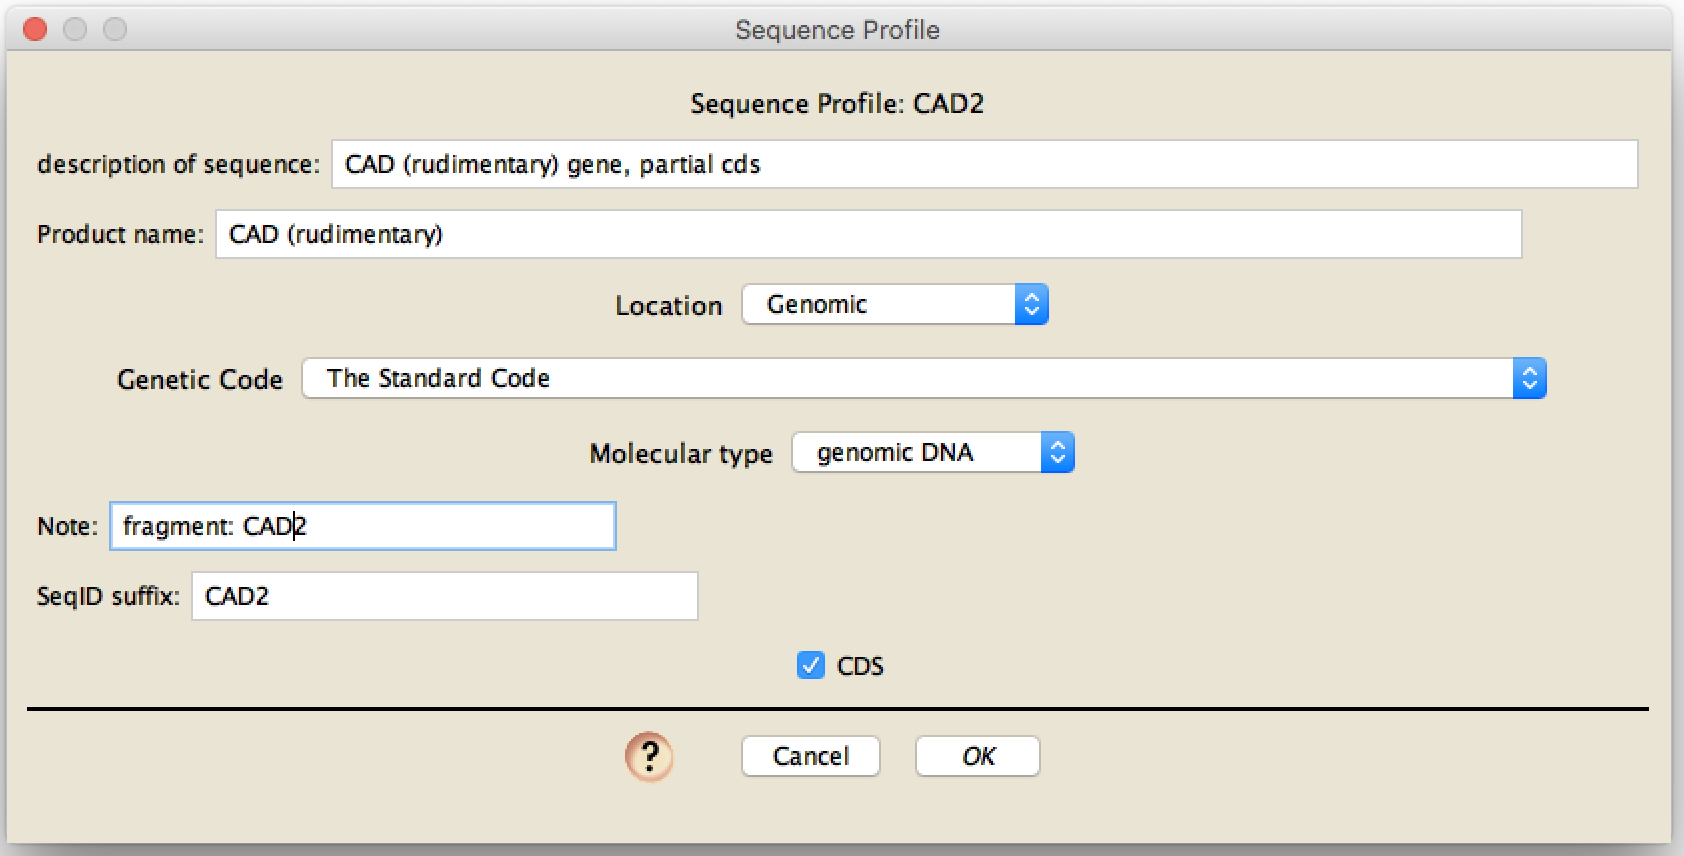 Sequence Profile
Sequence Profile: CAD2
description of sequence: CAD (rudimentary) gene, partial cds
Product name: CAD (rudimentary)
Location Genomic
Genetic Code The Standard Code
Molecular type genomic DNA
Note: fragment: CAD2
SeqID suffix: CAD2
CDS
? Cancel OK